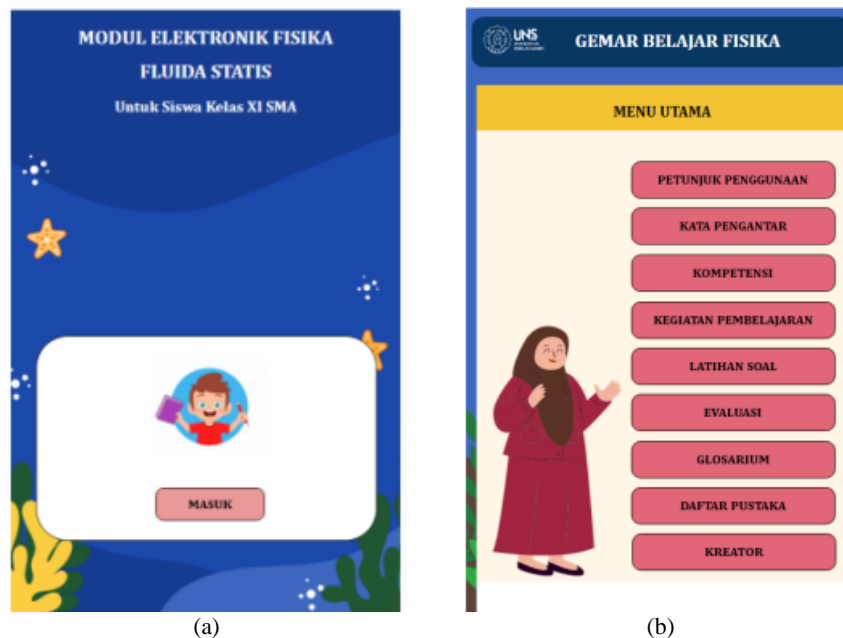 MODUL ELEKTRONIK FISIKA
FLUIDA STATIS
Untuk Siswa Kelas XI SMA
MASUK
(a)
UNS
GEMAR BELAJAR FISIKA
MENU UTAMA
PETUNJUK PENGGUNAAN
KATA PENGANTAR
KOMPETENSI
KEGIATAN PEMBELAJARAN
LATIHAN SOAL
EVALUASI
GLOSARIUM
DAFTAR PUSTAKA
KREATOR
(b)